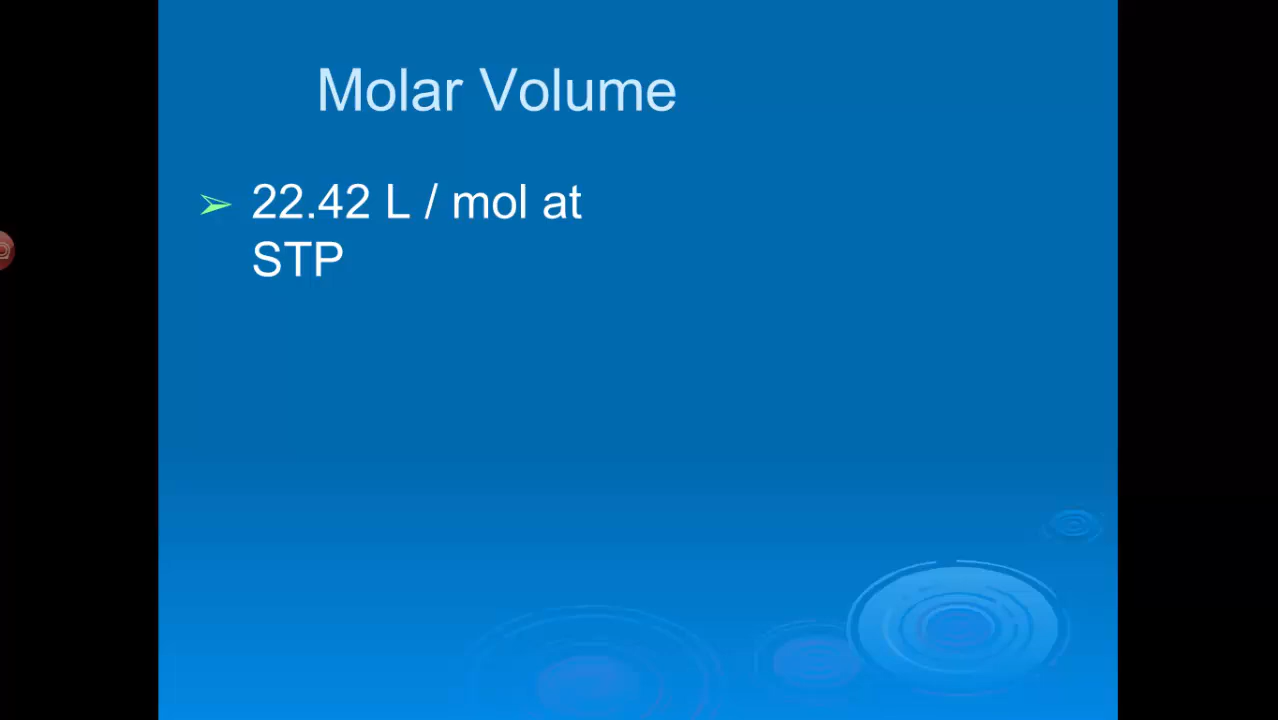 Molar Volume
➢ 22.42 L / mol at
STP